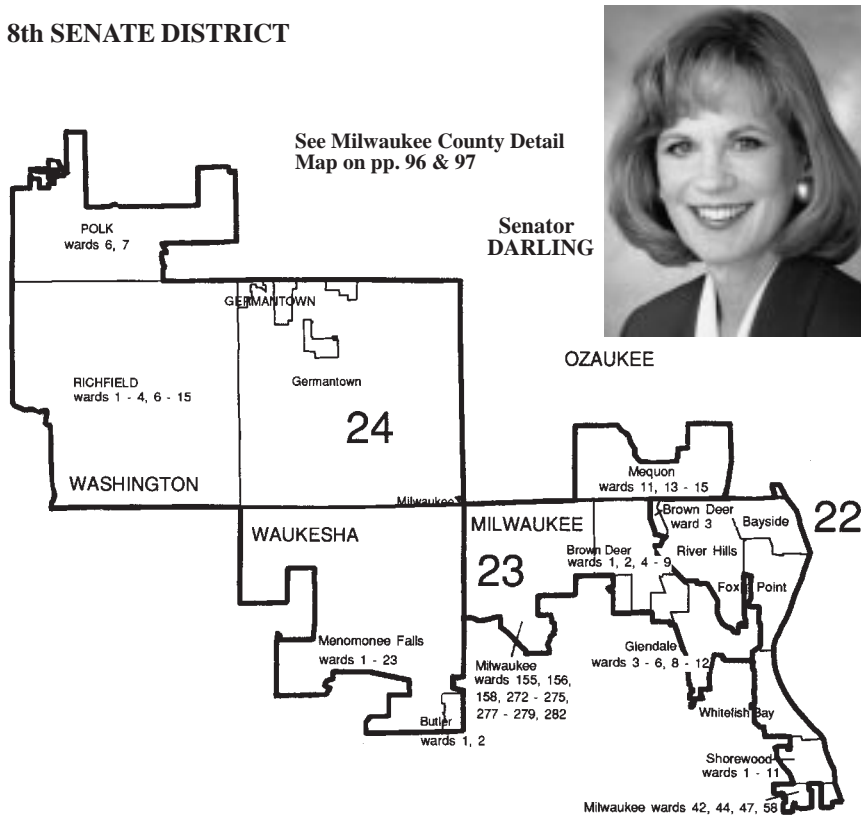 8th SENATE DISTRICT
See Milwaukee County Detail
Map on pp. 96 & 97
Senator
DARLING
POLK
wards 6, 7
GERMANTOWN
OZAUKEE
RICHFIELD
wards 1 - 4, 6 - 15
Germantown
24
Mequon
wards 11, 13 - 15
WASHINGTON
Milwaukee
Brown Deer
ward 3
Bayside
22
WAUKESHA
MILWAUKEE
23
Brown Deer
wards 1, 2, 4 - 9
River Hills
Fox Point
Menomonee Falls
wards 1 - 23
Glendale
wards 3 - 6, 8 - 12
Milwaukee
wards 155, 156,
158, 272 - 275,
277 - 279, 282
Butler
wards 1, 2
Whitefish Bay
Shorewood
wards 1 - 11
Milwaukee wards 42, 44, 47, 58